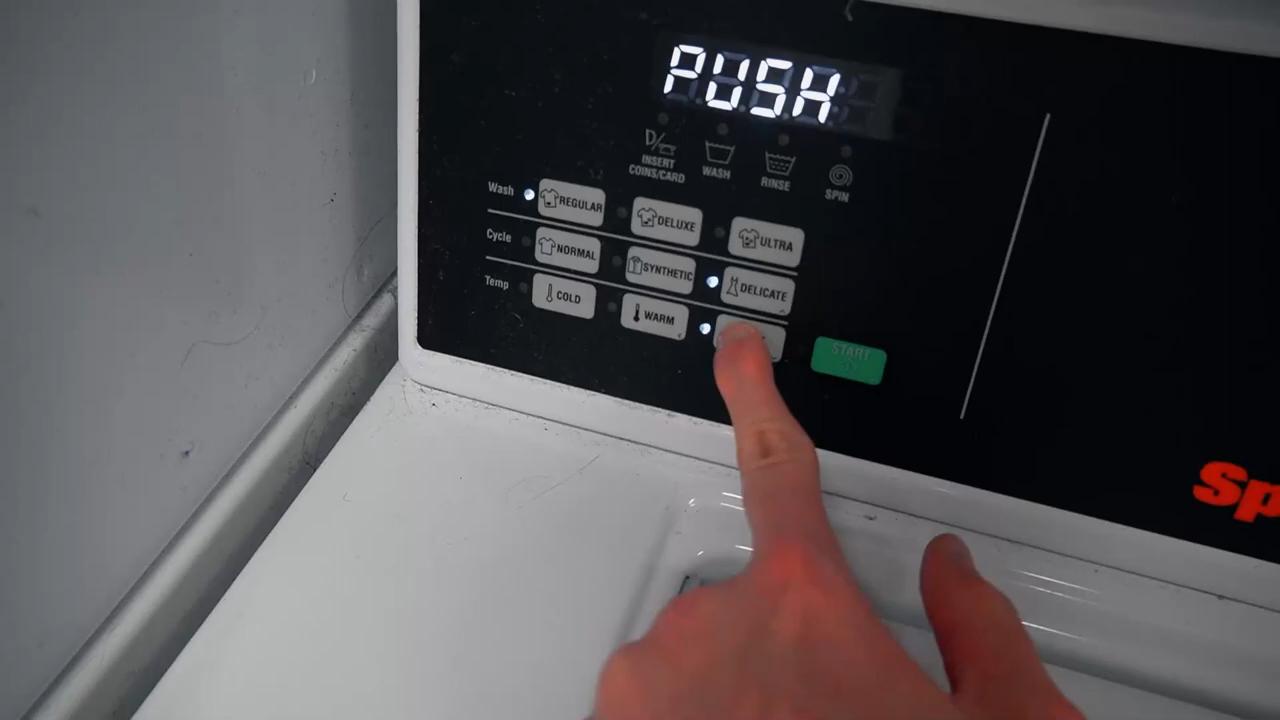 PUSH
INSERT
COINS/CARD
WASH
RINSE
SPIN
Wash
REGULAR
DELUXE
ULTRA
Cycle
NORMAL
SYNTHETIC
DELICATE
Temp
COLD
WARM
START
Sp